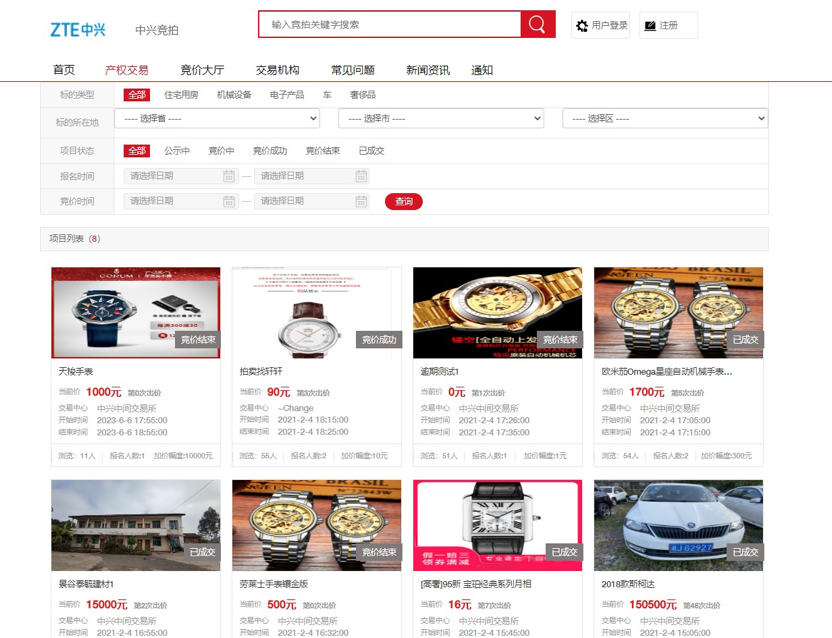 ZTE中兴 中兴竞拍 输入竞拍关键字搜索 用户登录 注册
首页 产权交易 竞价大厅 交易机构 常见问题 新闻资讯 通知
标的类型 全部 住宅用房 机械设备 电子产品 车 奢侈品
标的所在地 ---- 选择省 ---- ---- 选择市 ---- ---- 选择区 ----
项目状态 全部 公示中 竞价中 竞价成功 竞价结束 已成交
报名时间 请选择日期 — 请选择日期
竞价时间 请选择日期 — 请选择日期 查询
项目列表（8）
CORUM
竞价结束
天梭手表
当前价 1000元 第0次出价
交易中心 中兴中间交易所
开始时间 2023-6-6 17:55:00
结束时间 2023-6-6 18:55:00
浏览：11人 报名人数:1 加价幅度:10000元
竞价成功
拍卖找轩轩
当前价 90元 第3次出价
交易中心 ~Change
开始时间 2021-2-4 18:15:00
结束时间 2021-2-4 18:25:00
浏览：55人 报名人数:2 加价幅度:10元
竞价结束
逾期测试1
当前价 0元 第1次出价
交易中心 中兴中间交易所
开始时间 2021-2-4 17:26:00
结束时间 2021-2-4 17:35:00
浏览：51人 报名人数:1 加价幅度:1元
BRASIL
已成交
欧米茄Omega星座自动机械手表...
当前价 1700元 第5次出价
交易中心 中兴中间交易所
开始时间 2021-2-4 17:05:00
结束时间 2021-2-4 17:15:00
浏览：54人 报名人数:2 加价幅度:300元
已成交
景谷泰毓建材1
当前价 15000元 第2次出价
交易中心 中兴中间交易所
开始时间 2021-2-4 16:55:00
BRASIL
竞价结束
劳莱士手表镶金版
当前价 500元 第0次出价
交易中心 中兴中间交易所
开始时间 2021-2-4 16:32:00
假一赔三
领券满减
已成交
[高奢]95新 宝珀经典系列月相
当前价 16元 第7次出价
交易中心 中兴中间交易所
开始时间 2021-2-4 15:45:00
已成交
2018款斯柯达
当前价 150500元 第48次出价
交易中心 中兴中间交易所
开始时间 2021-2-4 15:05:00